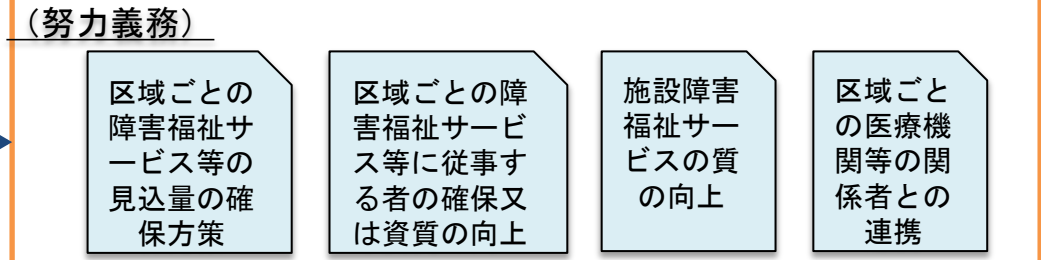 （努力義務）
区域ごとの
障害福祉サ
ービス等の
見込量の確
保方策
区域ごとの障
害福祉サービ
ス等に従事す
る者の確保又
は資質の向上
施設障害
福祉サー
ビスの質
の向上
区域ごと
の医療機
関等の関
係者との
連携